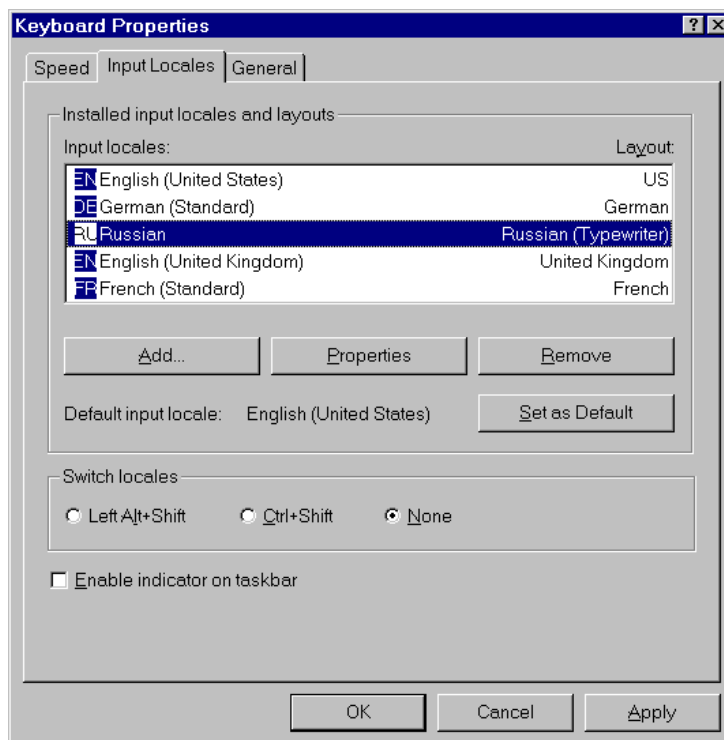 Keyboard Properties
Speed Input Locales General
Installed input locales and layouts
Input locales: Layout:
EN English (United States) US
DE German (Standard) German
RU Russian Russian (Typewriter)
EN English (United Kingdom) United Kingdom
FR French (Standard) French
Add... Properties Remove
Default input locale: English (United States) Set as Default
Switch locales
Left Alt+Shift Ctrl+Shift None
Enable indicator on taskbar
OK Cancel Apply